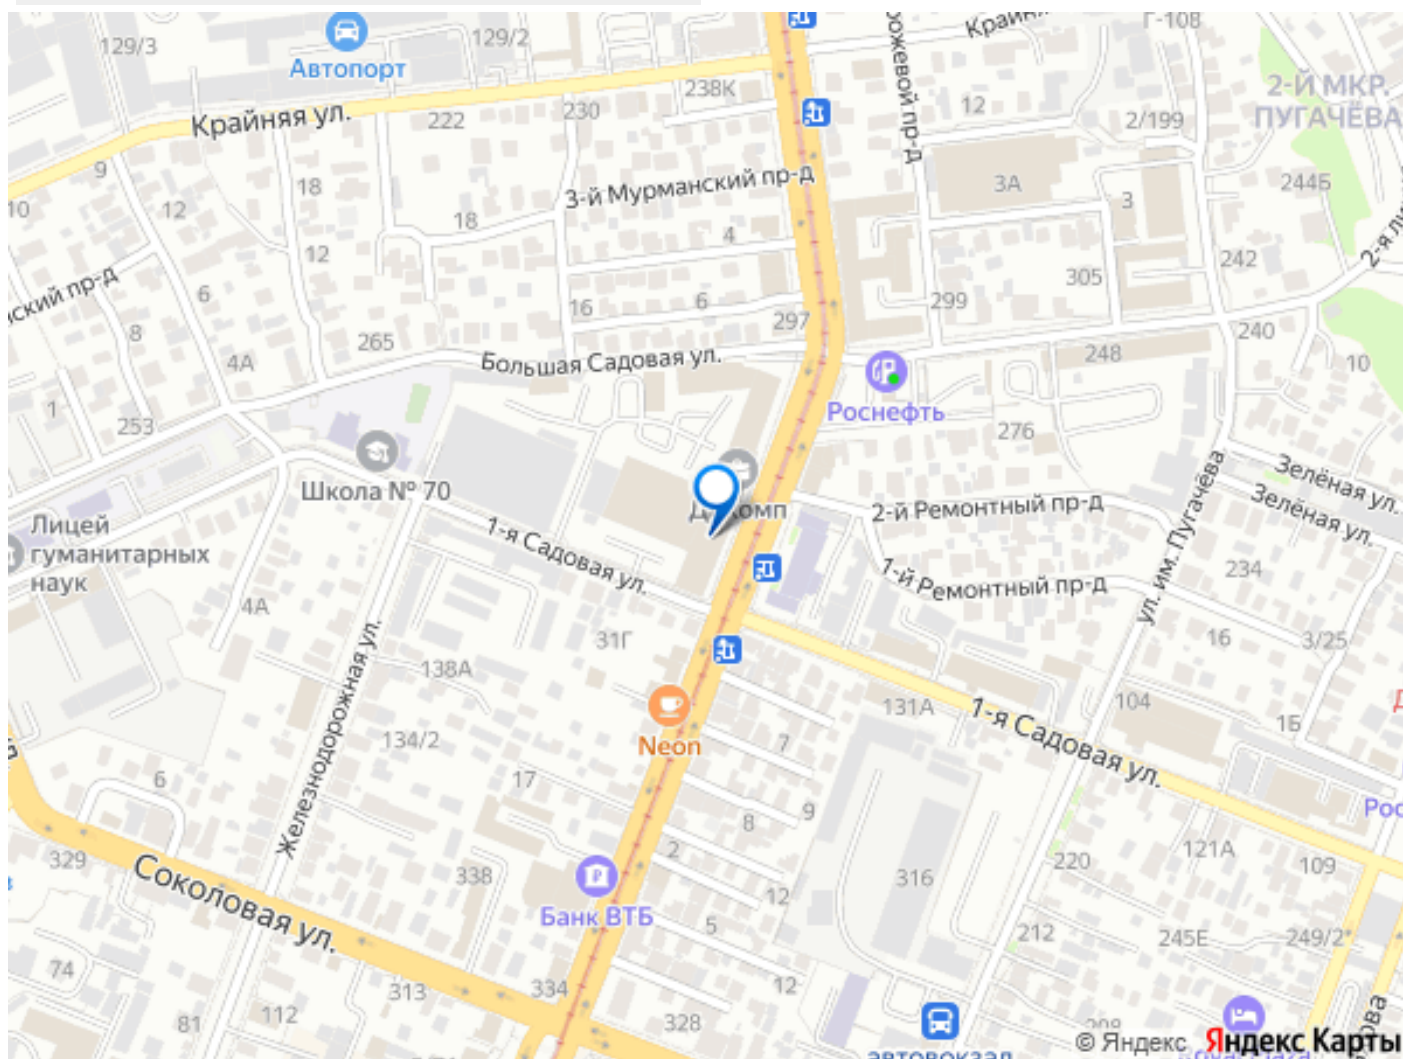 129/3
Автопорт
129/2
238К
Крайняя ул.
222
230
Г-108
12
2/199
2-Й МКР.
ПУГАЧЁВА
9
10
12
18
18
12
3-й Мурманский пр-д
3А
3
244Б
4
6
16
6
8
4А
265
297
299
305
242
240
Большая Садовая ул.
248
10
1
253
Роснефть
276
Школа № 70
Лицей
гуманитарных
наук
1-я Садовая ул.
2-й Ремонтный пр-д
1-й Ремонтный пр-д
ул. им. Пугачёва
Зелёная ул.
Зелёная ул.
234
16
3/25
4А
31Г
138А
134/2
Железнодорожная ул.
Neon
131А
1-я Садовая ул.
104
1Б
7
9
8
17
6
2
12
5
12
329
Соколовая ул.
338
Банк ВТБ
316
220
121А
109
212
245Е
249/2
74
313
334
328
112
81
автовокзал
© Яндекс Яндекс Карты